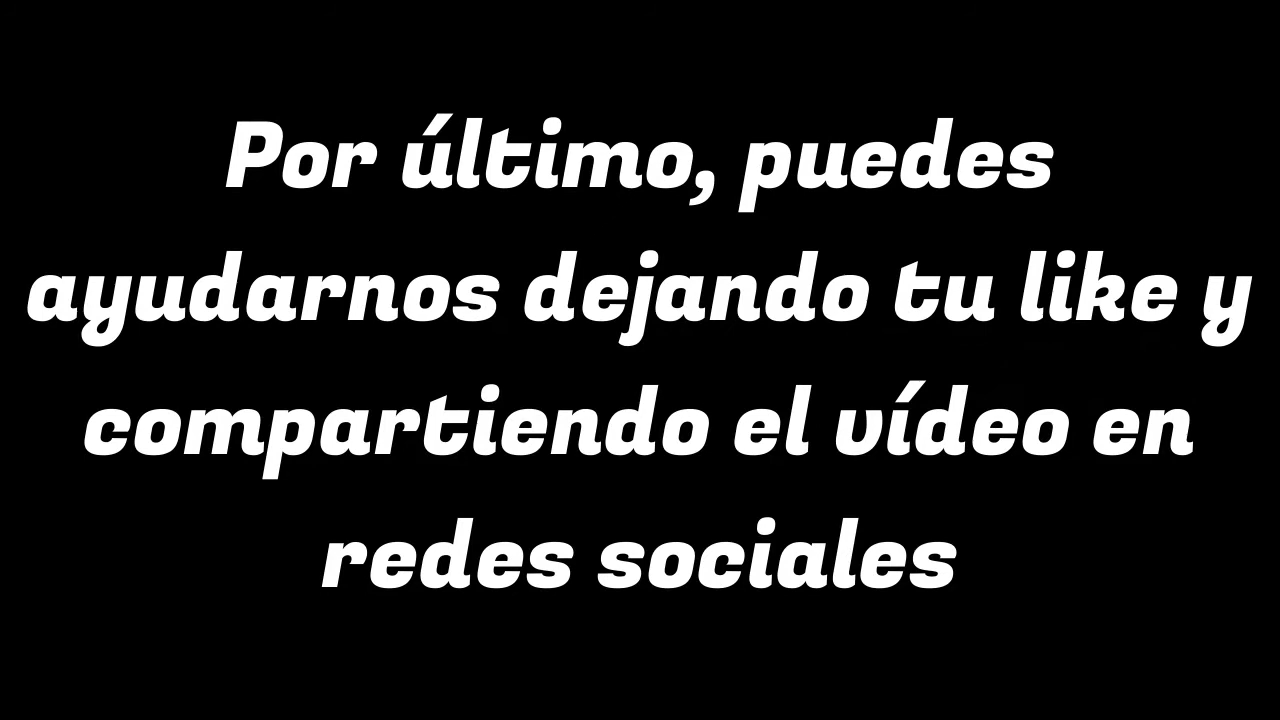 Por último, puedes
ayudarnos dejando tu like y
compartiendo el vídeo en
redes sociales